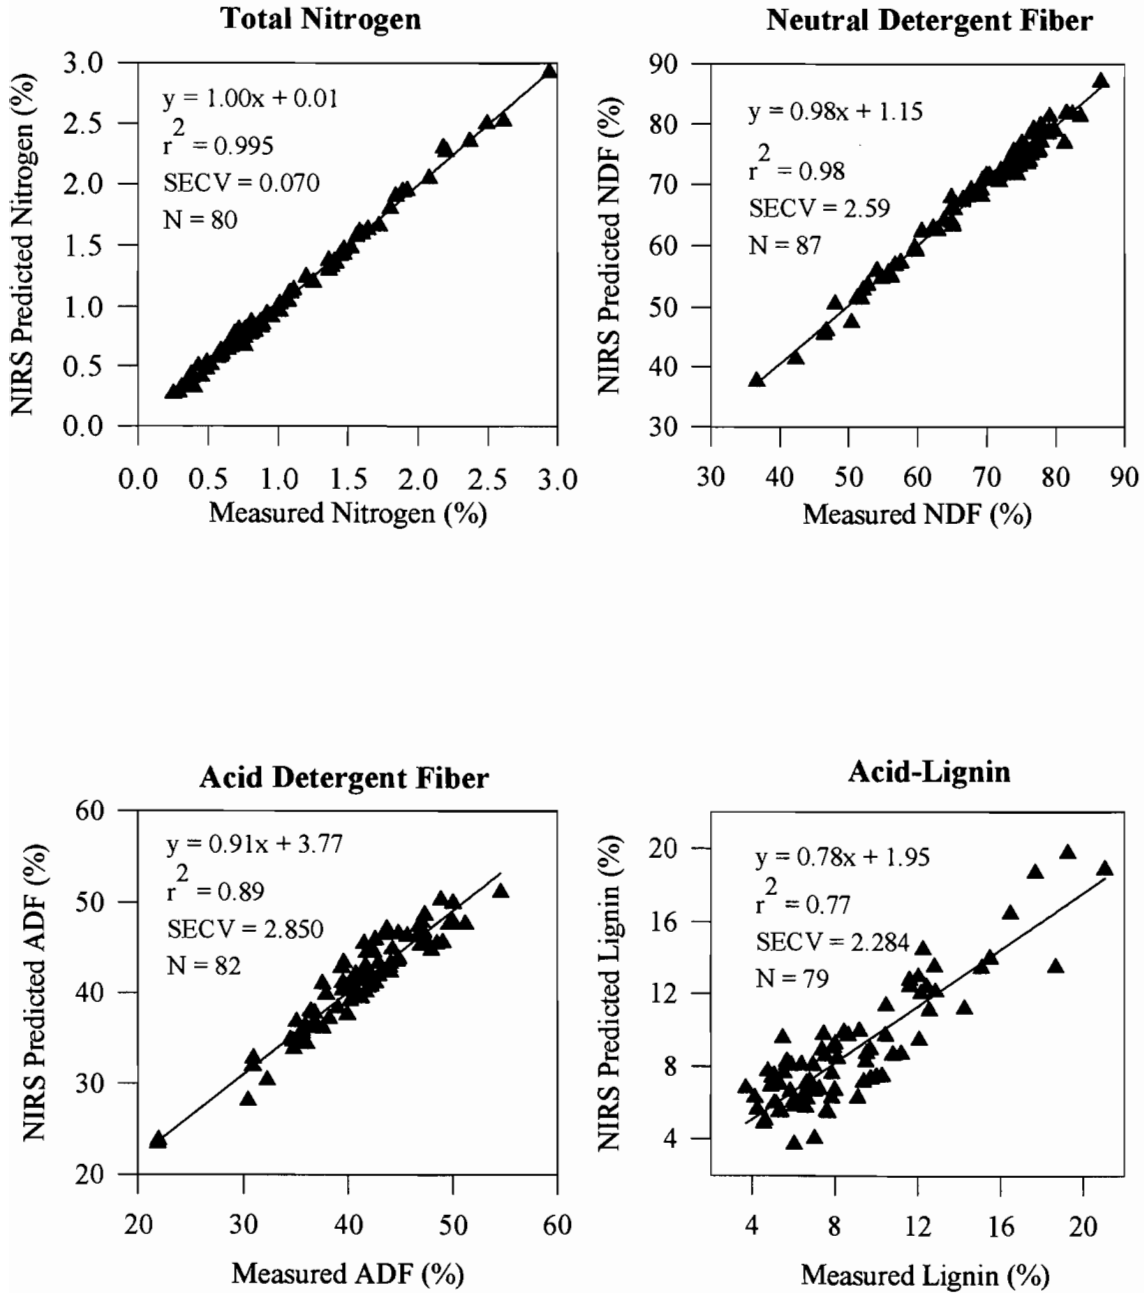 Total Nitrogen
NIRS Predicted Nitrogen (%)
3.0
2.5
2.0
1.5
1.0
0.5
0.0
y = 1.00x + 0.01
r2 = 0.995
SECV = 0.070
N = 80
0.0 0.5 1.0 1.5 2.0 2.5 3.0
Measured Nitrogen (%)
Neutral Detergent Fiber
NIRS Predicted NDF (%)
90
80
70
60
50
40
30
y = 0.98x + 1.15
r2 = 0.98
SECV = 2.59
N = 87
30 40 50 60 70 80 90
Measured NDF (%)
Acid Detergent Fiber
NIRS Predicted ADF (%)
60
50
40
30
20
y = 0.91x + 3.77
r2 = 0.89
SECV = 2.850
N = 82
20 30 40 50 60
Measured ADF (%)
Acid-Lignin
NIRS Predicted Lignin (%)
20
16
12
8
4
y = 0.78x + 1.95
r2 = 0.77
SECV = 2.284
N = 79
4 8 12 16 20
Measured Lignin (%)